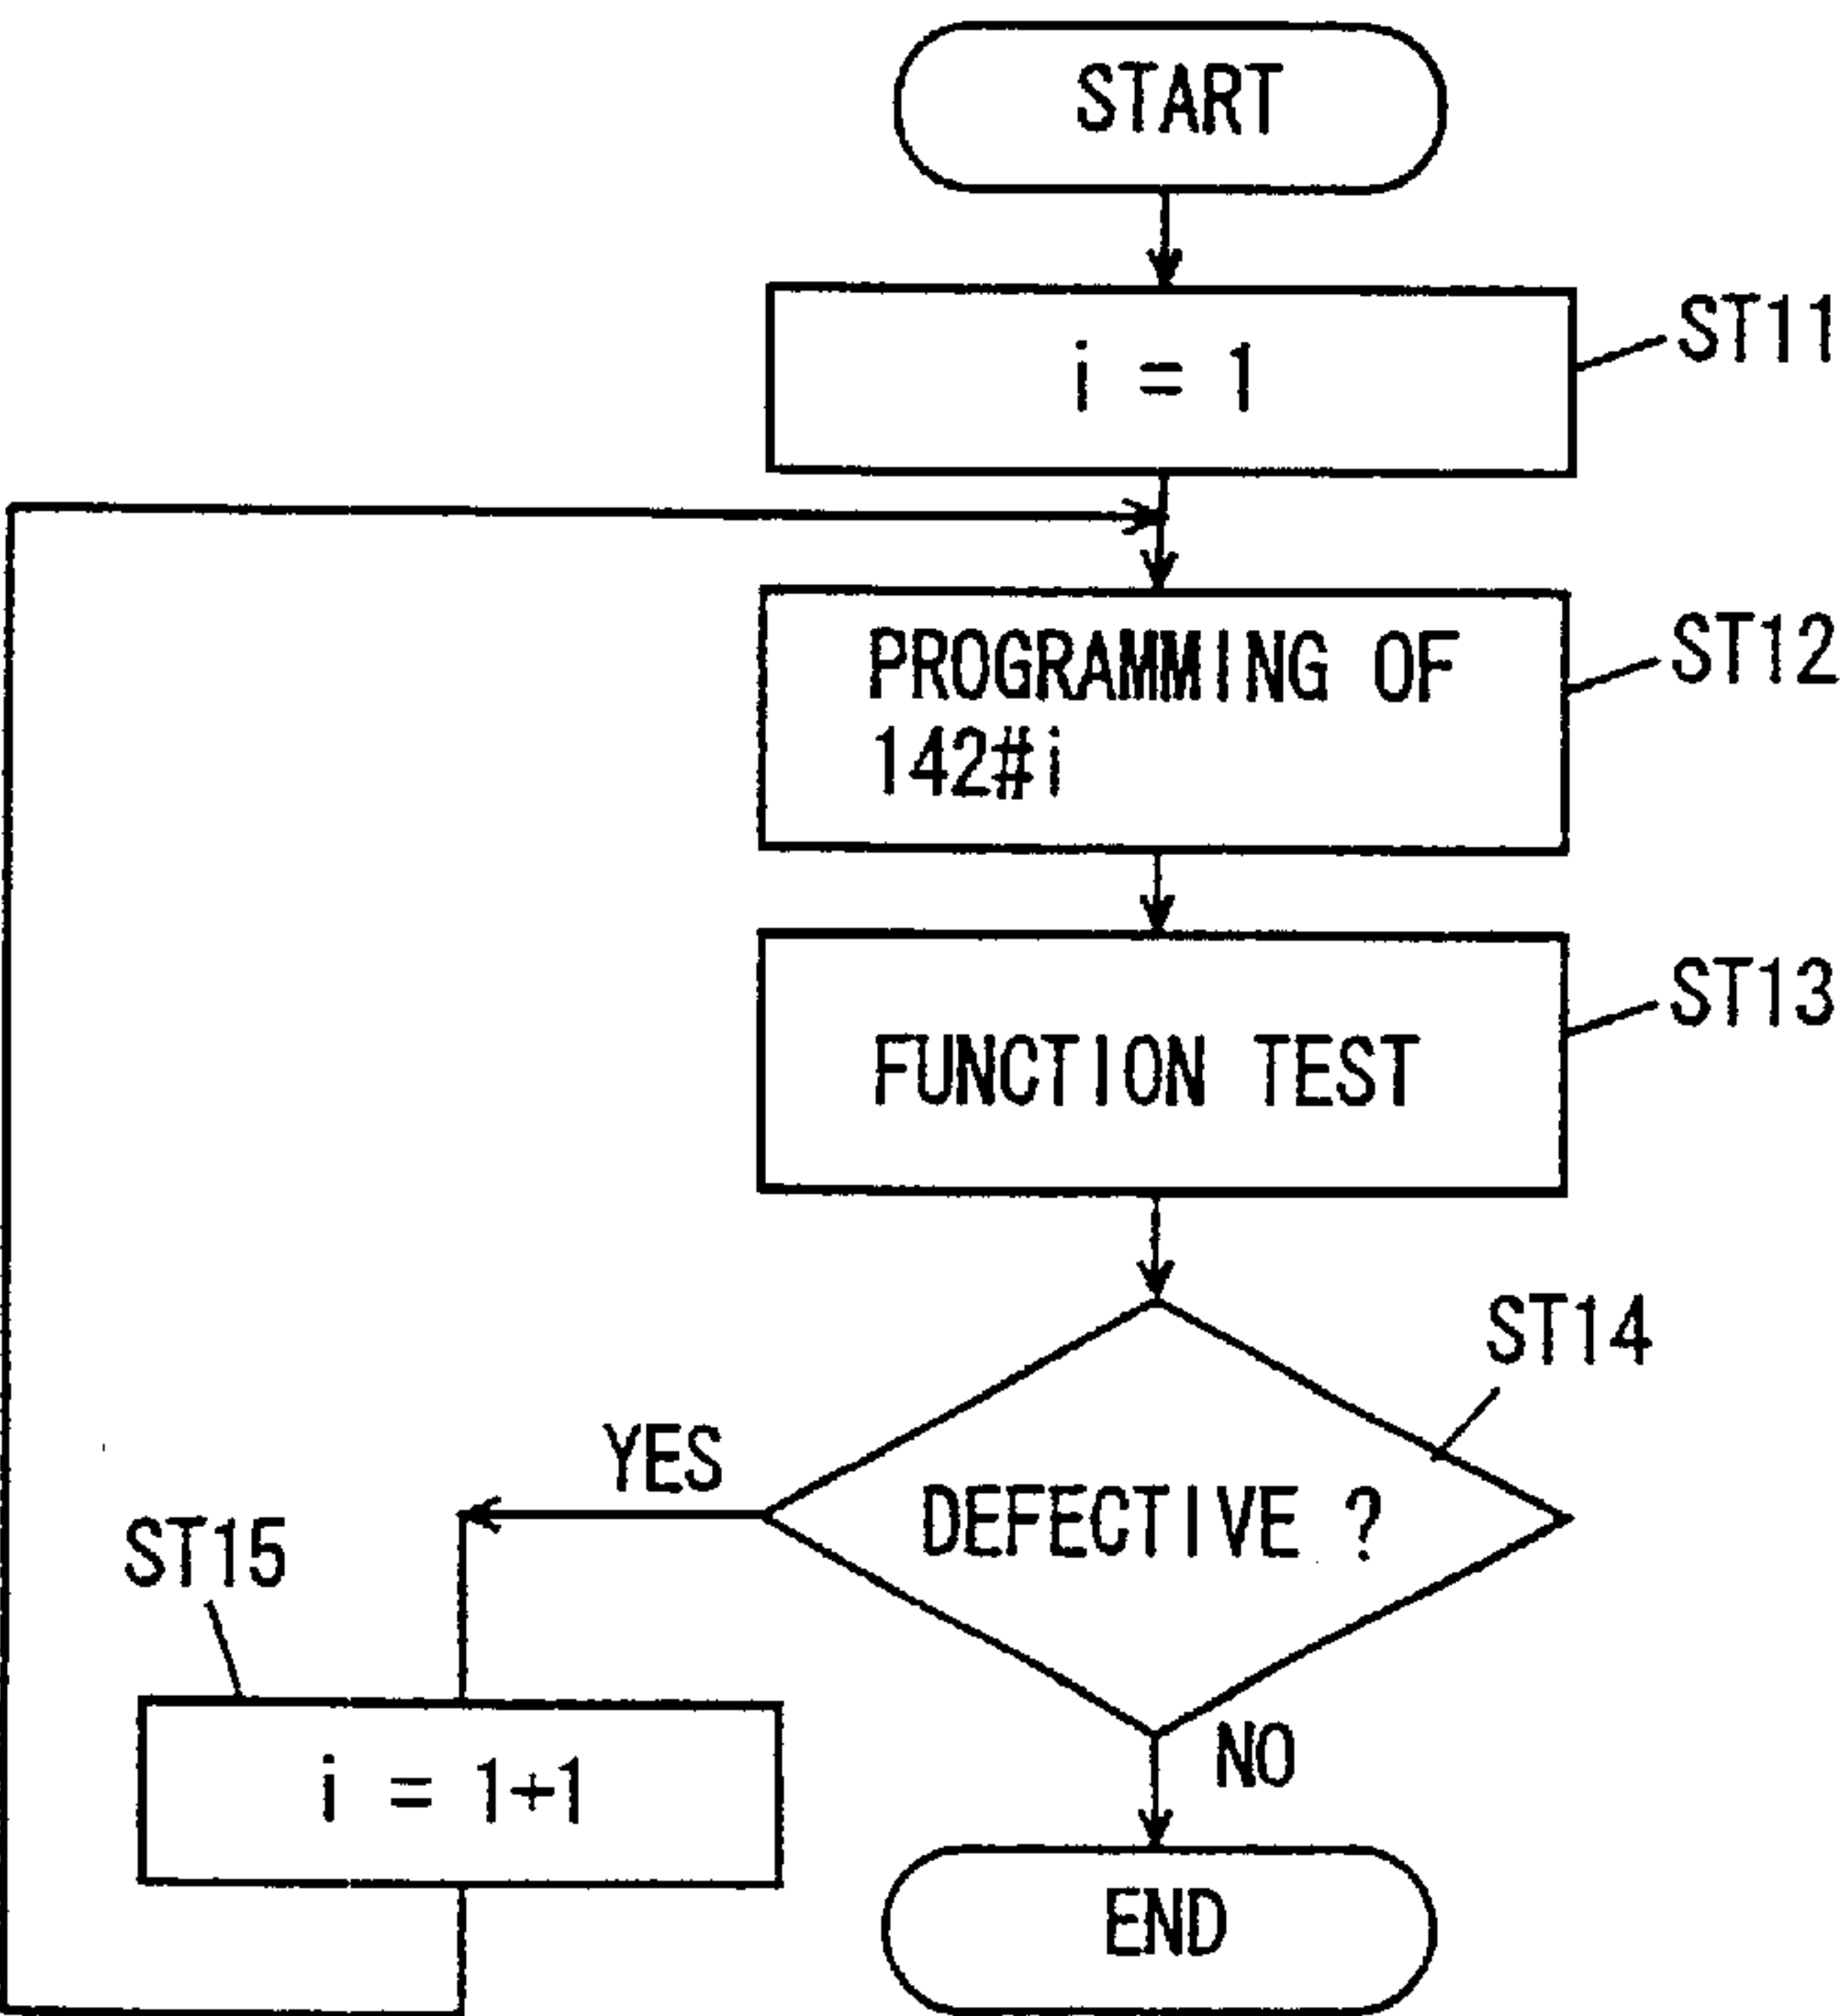 START
i = 1
ST11
PROGRAMMING OF
142#i
ST12
FUNCTION TEST
ST13
ST14
DEFECTIVE ?
YES
NO
ST15
i = 1+1
END